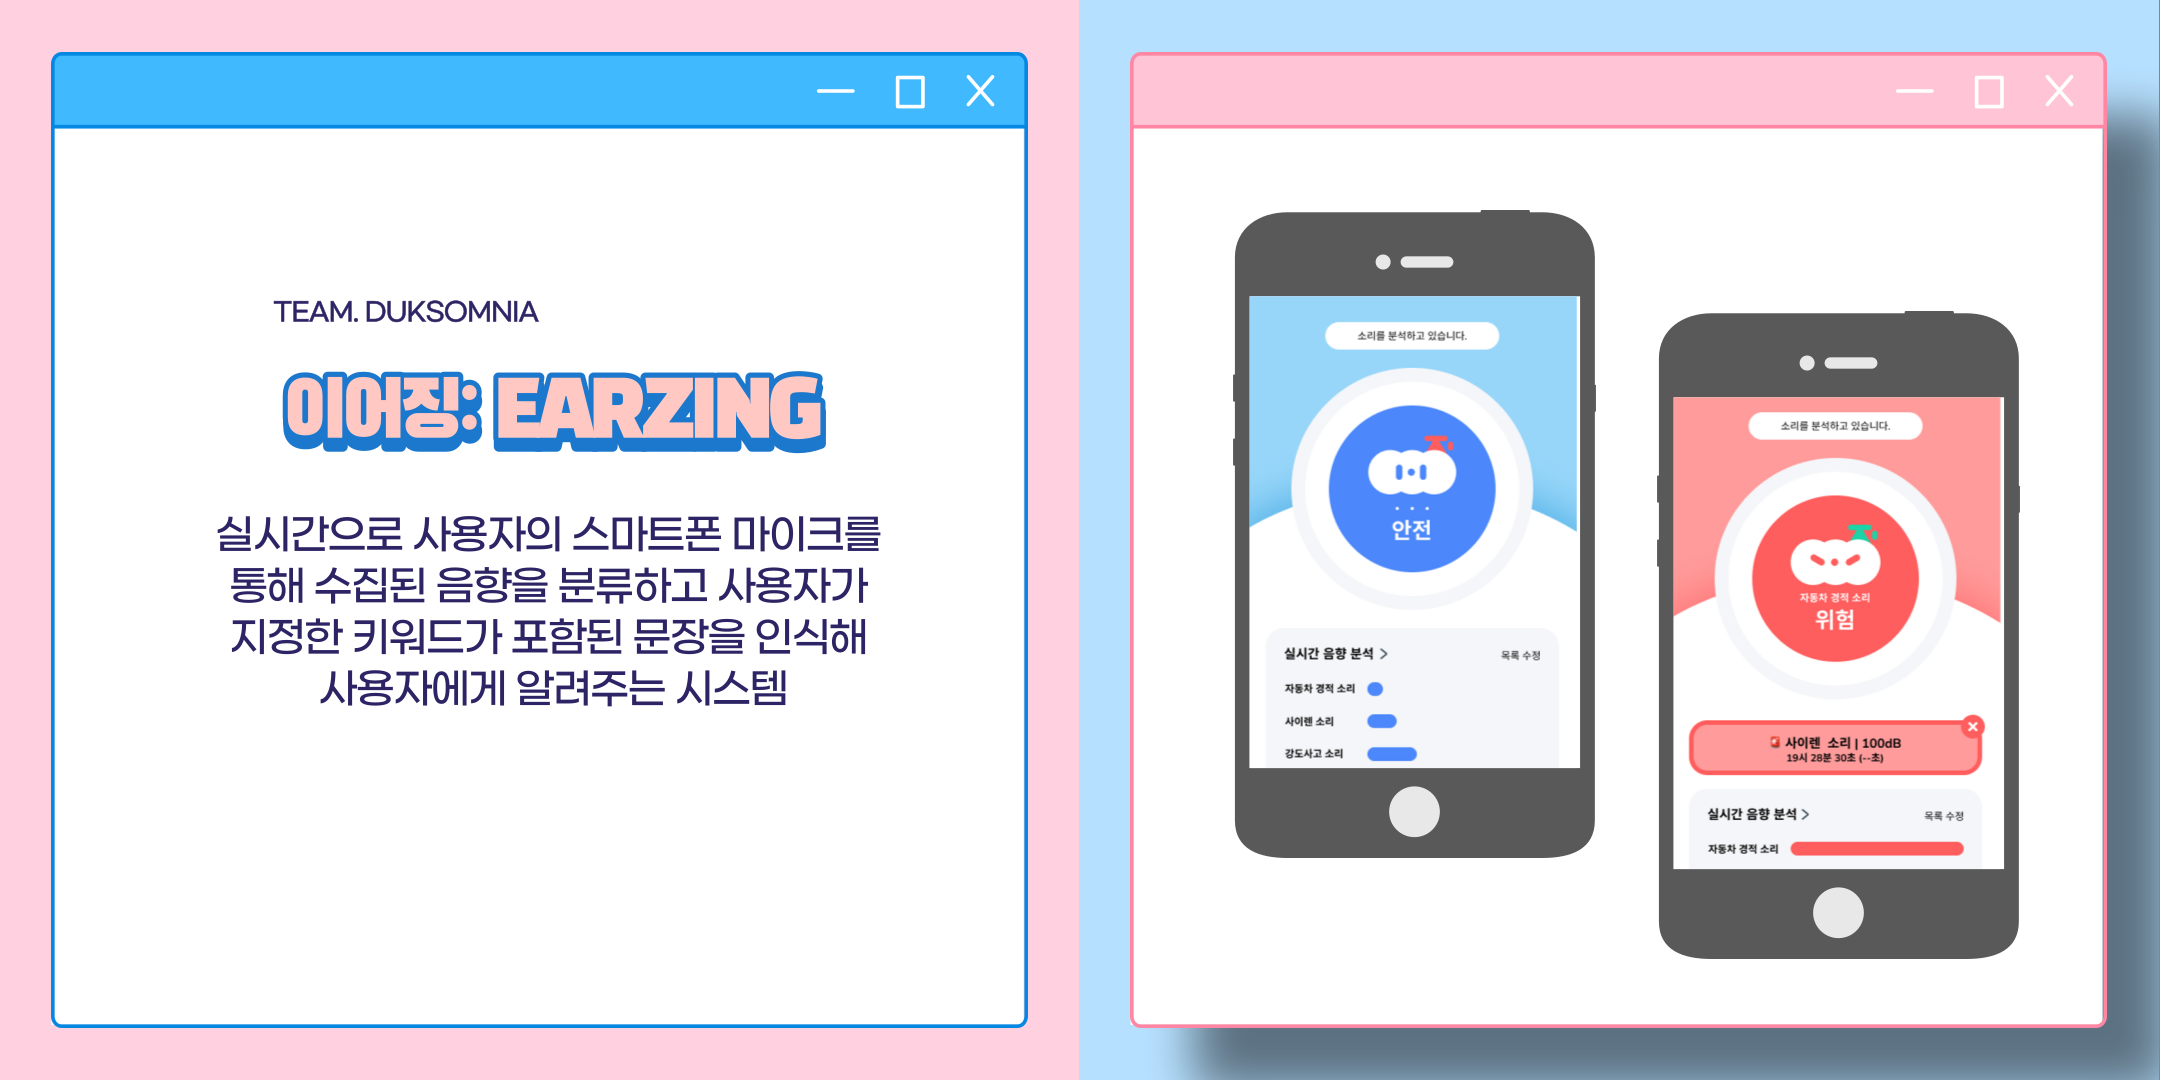 TEAM. DUKSOMNIA
이어징: EARZING
실시간으로 사용자의 스마트폰 마이크를
통해 수집된 음향을 분류하고 사용자가
지정한 키워드가 포함된 문장을 인식해
사용자에게 알려주는 시스템
소리를 분석하고 있습니다.
안전
실시간 음향 분석 >
목록 수정
자동차 경적 소리
사이렌 소리
강도사고 소리
소리를 분석하고 있습니다.
자동차 경적 소리
위험
사이렌 소리 | 100dB
19시 28분 30초 (--초)
실시간 음향 분석 >
목록 수정
자동차 경적 소리